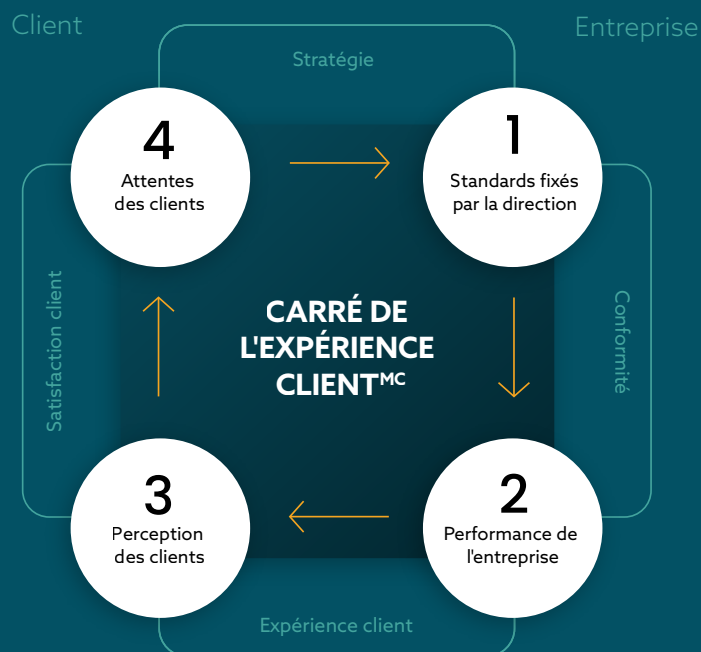 Client
Entreprise
Stratégie
4
Attentes
des clients
1
Standards fixés
par la direction
Satisfaction client
CARRÉ DE
L'EXPÉRIENCE
CLIENTᴹᶜ
Conformité
3
Perception
des clients
2
Performance de
l'entreprise
Expérience client